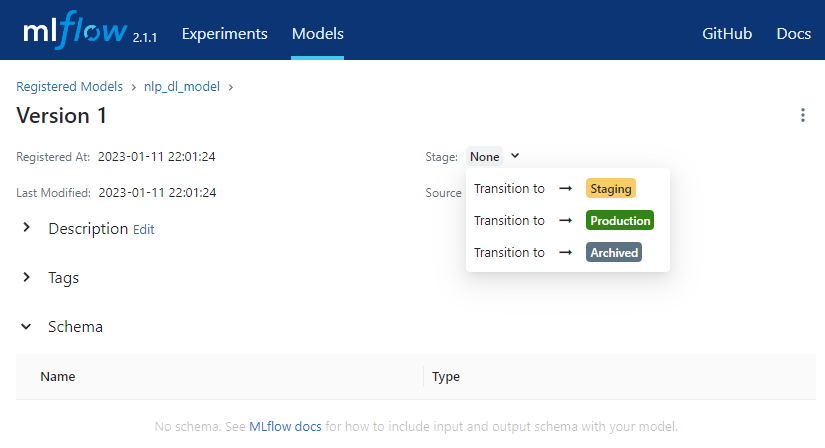 mlflow 2.1.1 Experiments Models GitHub Docs
Registered Models > nlp_dl_model >
Version 1
Registered At: 2023-01-11 22:01:24 Stage: None
Last Modified: 2023-01-11 22:01:24 Source
Transition to → Staging
Transition to → Production
Transition to → Archived
Description Edit
Tags
Schema
Name Type
No schema. See MLflow docs for how to include input and output schema with your model.